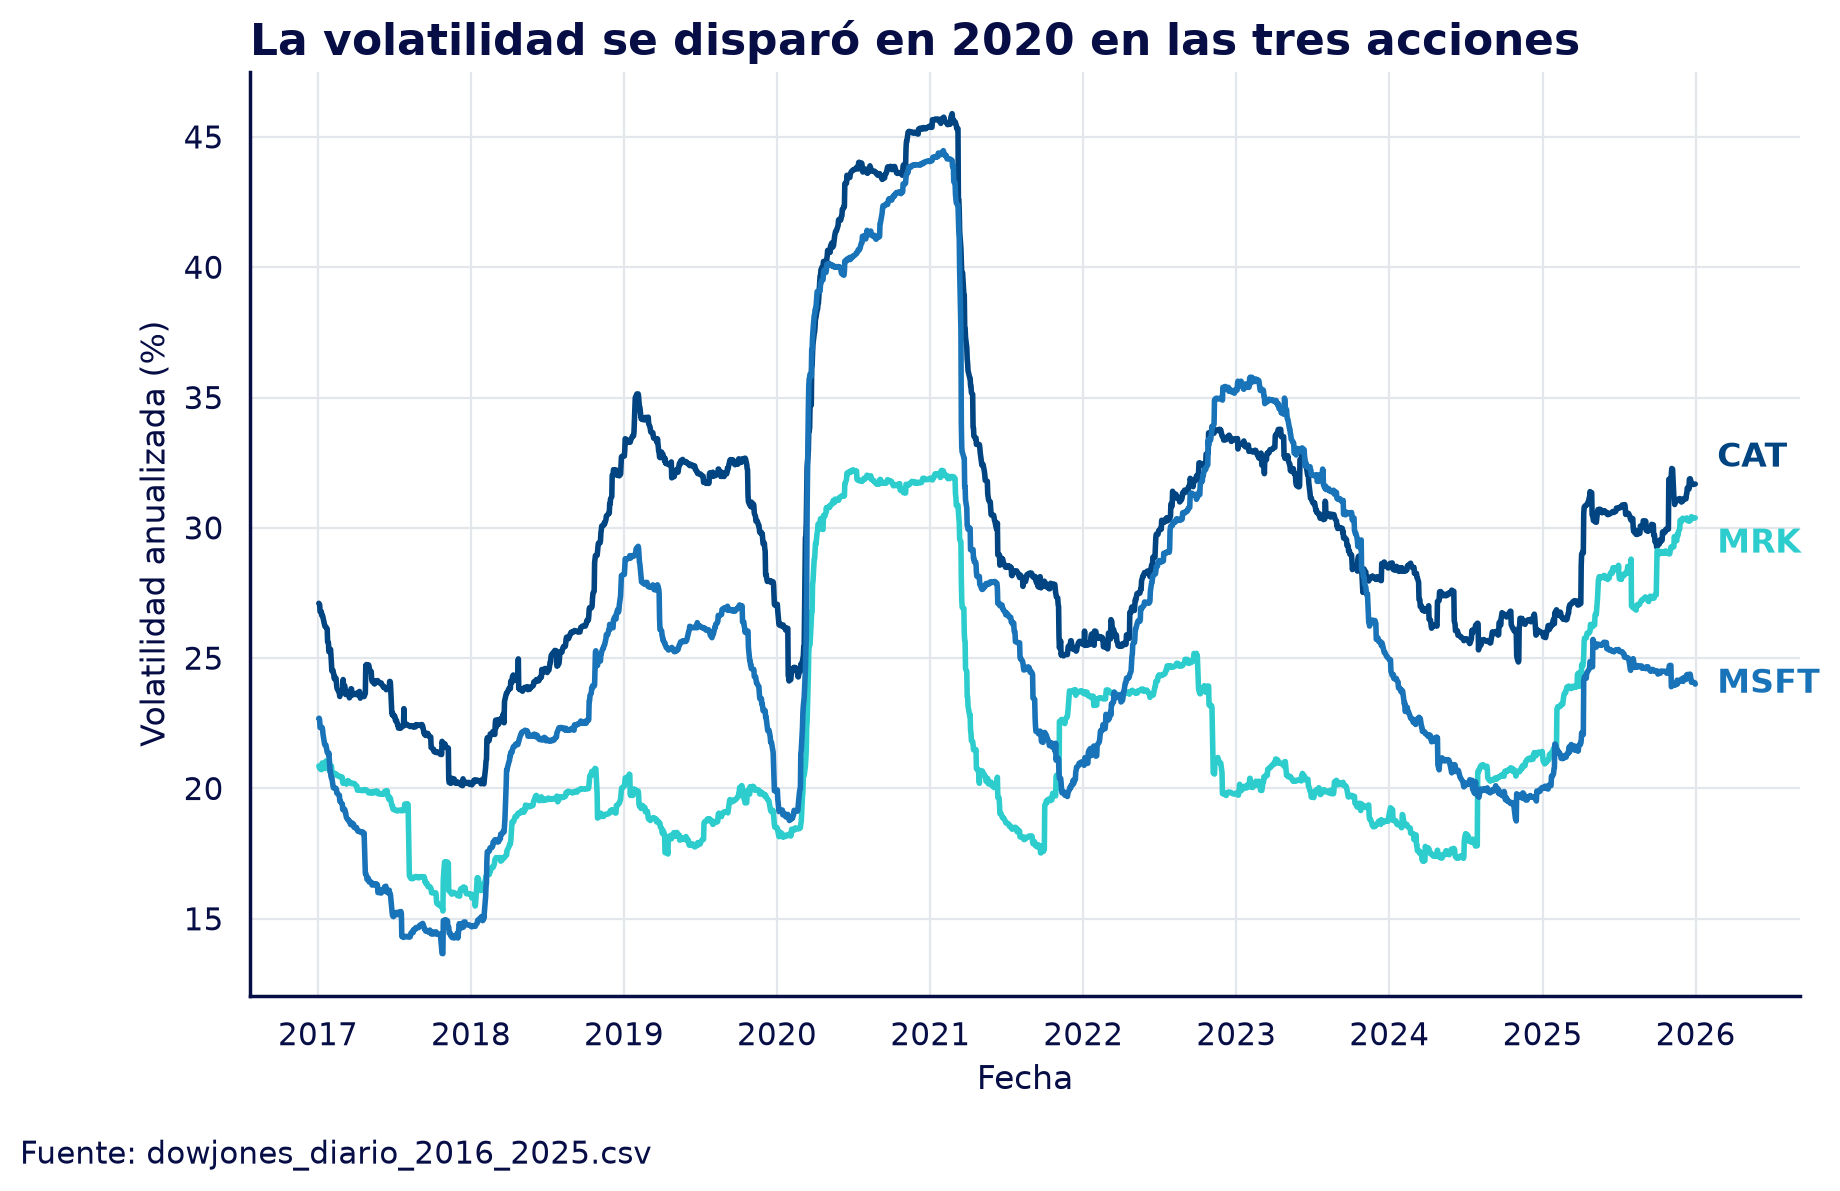 La volatilidad se disparó en 2020 en las tres acciones
Volatilidad anualizada (%)
45
40
35
30
25
20
15
CAT
MRK
MSFT
2017 2018 2019 2020 2021 2022 2023 2024 2025 2026
Fecha
Fuente: dowjones_diario_2016_2025.csv